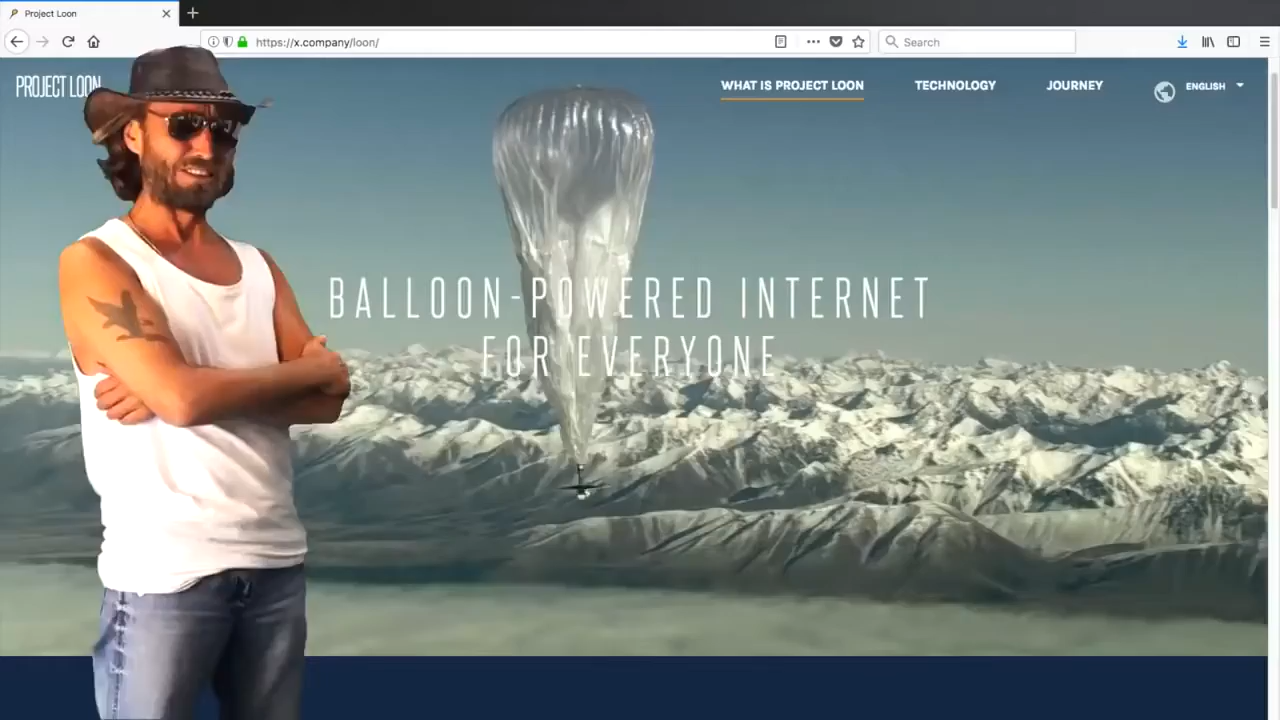 Project Loon
https://x.company/loon/
Search
PROJECT LOON
WHAT IS PROJECT LOON
TECHNOLOGY
JOURNEY
ENGLISH
BALLOON-POWERED INTERNET
FOR EVERYONE